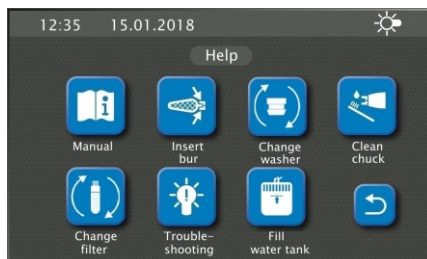 12:35 15.01.2018
Help
Manual
Insert
bur
Change
washer
Clean
chuck
Change
filter
Trouble-
shooting
Fill
water tank